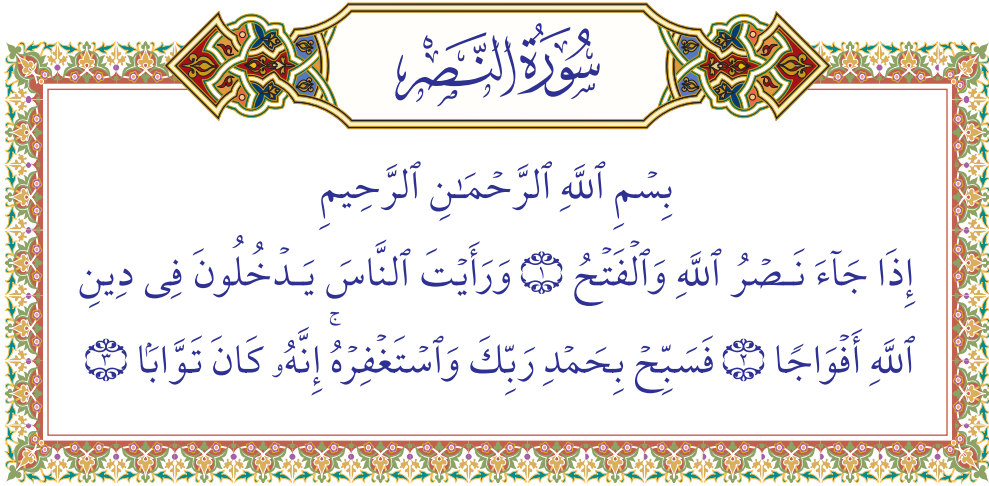 سُورَةُ النَّصْرِ
بِسْمِ ٱللَّهِ ٱلرَّحْمَـٰنِ ٱلرَّحِيمِ
إِذَا جَآءَ نَصْرُ ٱللَّهِ وَٱلْفَتْحُ ١ وَرَأَيْتَ ٱلنَّاسَ يَدْخُلُونَ فِى دِينِ
ٱللَّهِ أَفْوَاجًا ٢ فَسَبِّحْ بِحَمْدِ رَبِّكَ وَٱسْتَغْفِرْهُ ۚ إِنَّهُۥ كَانَ تَوَّابًۢا ٣